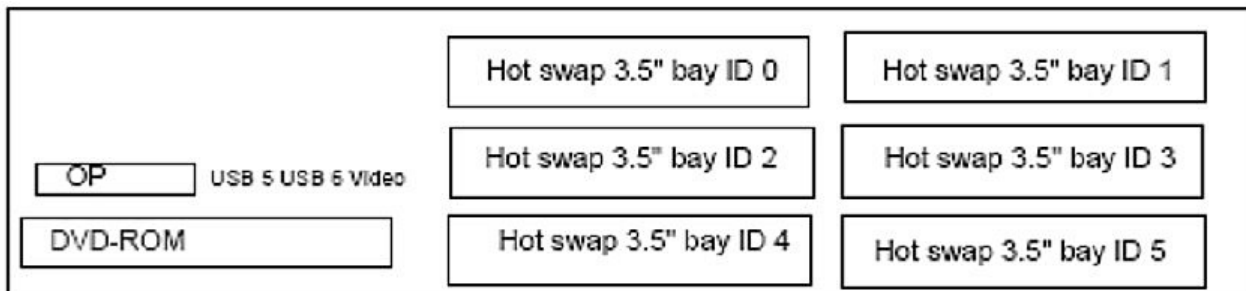 Hot swap 3.5" bay ID 0
Hot swap 3.5" bay ID 1
Hot swap 3.5" bay ID 2
Hot swap 3.5" bay ID 3
OP
USB 5 USB 6 Video
DVD-ROM
Hot swap 3.5" bay ID 4
Hot swap 3.5" bay ID 5